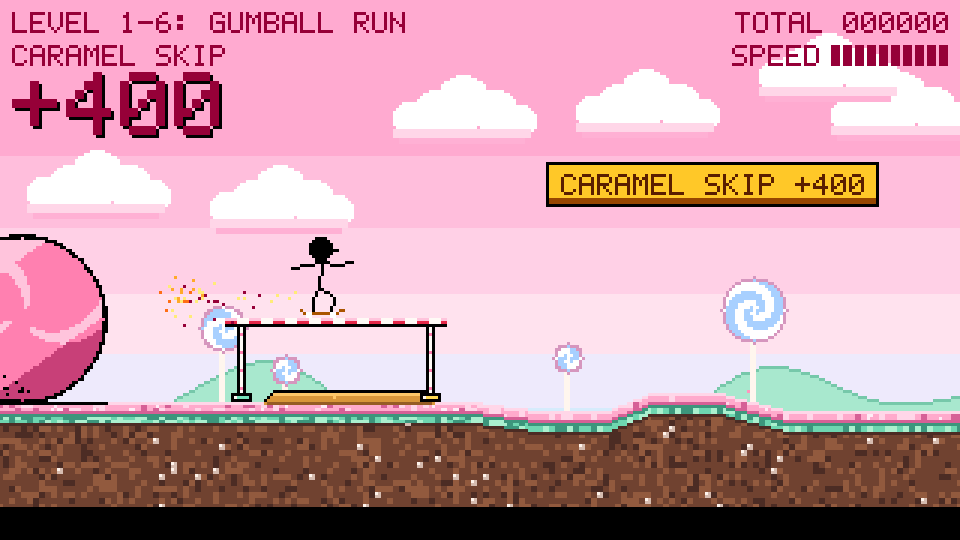 LEVEL 1-6: GUMBALL RUN
CARAMEL SKIP
+400
TOTAL 000000
SPEED
CARAMEL SKIP +400